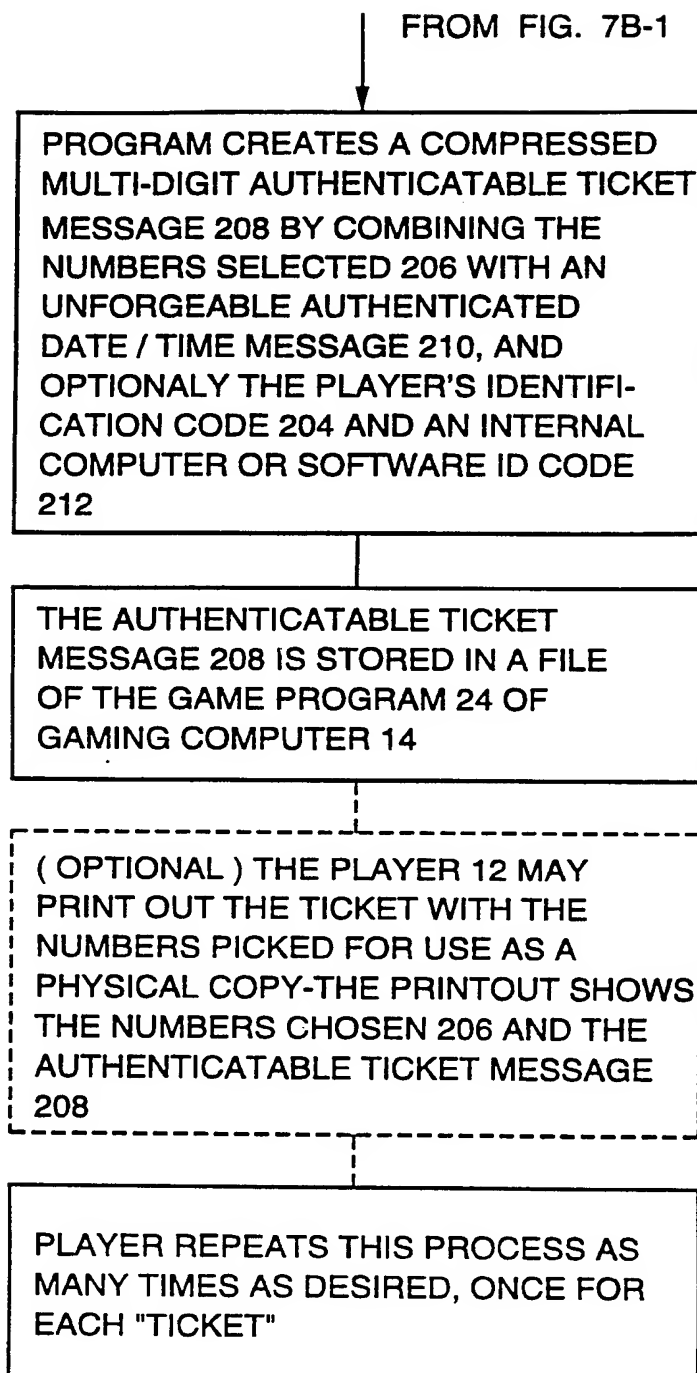 FROM FIG. 7B-1
PROGRAM CREATES A COMPRESSED
MULTI-DIGIT AUTHENTICATABLE TICKET
MESSAGE 208 BY COMBINING THE
NUMBERS SELECTED 206 WITH AN
UNFORGEABLE AUTHENTICATED
DATE / TIME MESSAGE 210, AND
OPTIONALY THE PLAYER'S IDENTIFI-
CATION CODE 204 AND AN INTERNAL
COMPUTER OR SOFTWARE ID CODE
212
THE AUTHENTICATABLE TICKET
MESSAGE 208 IS STORED IN A FILE
OF THE GAME PROGRAM 24 OF
GAMING COMPUTER 14
( OPTIONAL ) THE PLAYER 12 MAY
PRINT OUT THE TICKET WITH THE
NUMBERS PICKED FOR USE AS A
PHYSICAL COPY-THE PRINTOUT SHOWS
THE NUMBERS CHOSEN 206 AND THE
AUTHENTICATABLE TICKET MESSAGE
208
PLAYER REPEATS THIS PROCESS AS
MANY TIMES AS DESIRED, ONCE FOR
EACH "TICKET"